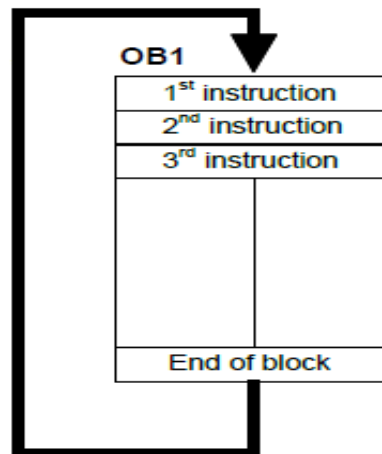 OB1
1st instruction
2nd instruction
3rd instruction
End of block